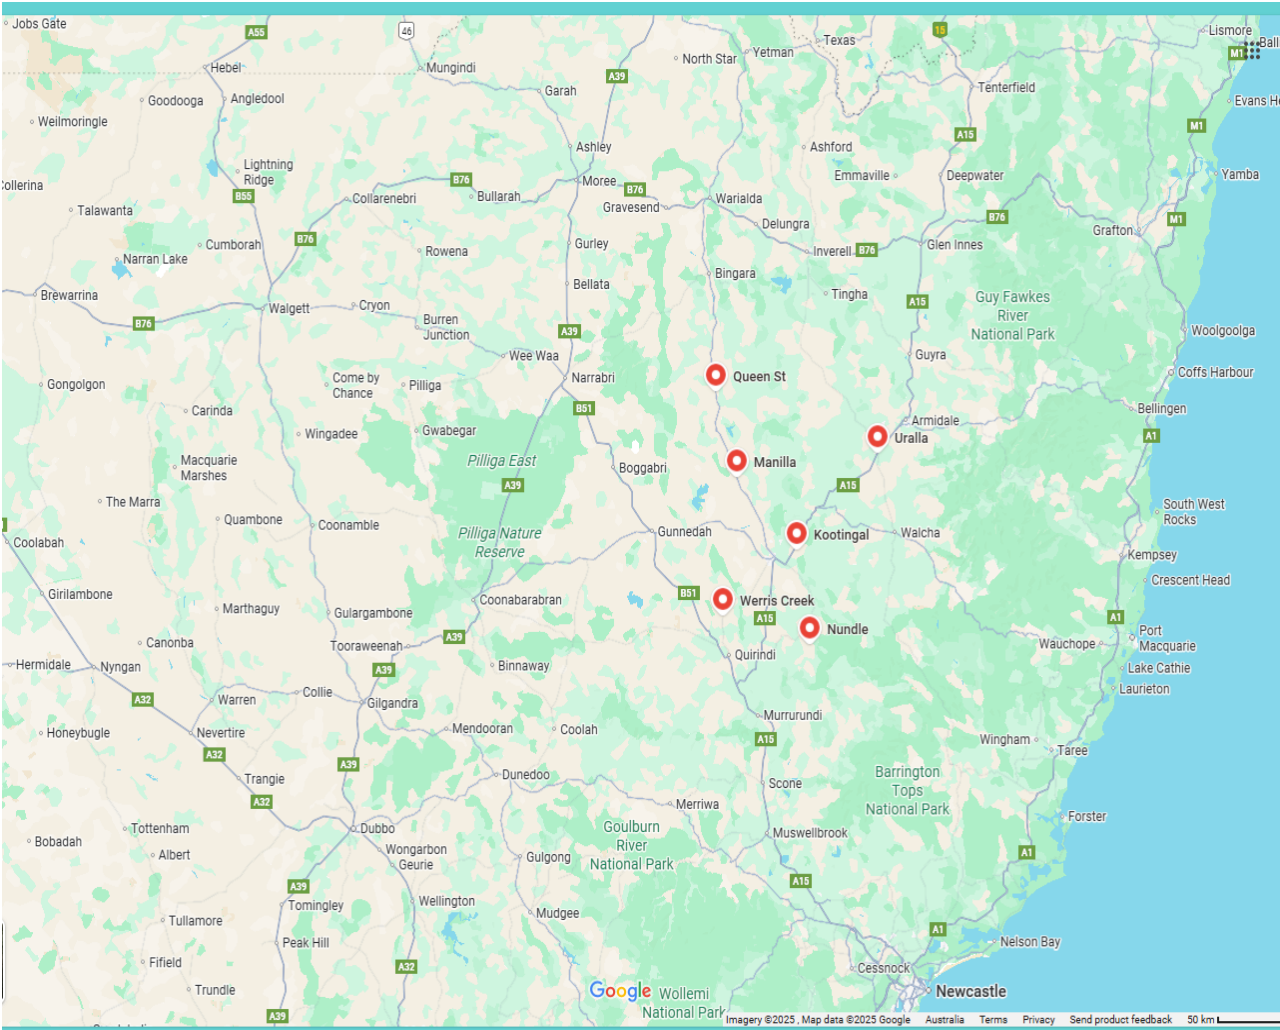 Jobs Gate
A55
46
Texas
15
Lismore
M1
Ball
Yetman
North Star
Hebel
Mungindi
A39
Garah
Tenterfield
Goodooga
Angledool
Evans He
Weilmoringle
M1
A15
Ashley
Ashford
Lightning
Ridge
Emmaville
Deepwater
Yamba
Collerina
B55
B76
Moree
B76
Bullarah
Collarenebri
Gravesend
Warialda
Talawanta
B76
M1
Delungra
Grafton
B76
Cumborah
Gurley
Rowena
Inverell
B76
Glen Innes
Narran Lake
Bingara
Bellata
Tingha
Brewarrina
Guy Fawkes
River
National Park
A15
Walgett
Cryon
B76
Burren
Junction
A39
Woolgoolga
Wee Waa
Guyra
Come by
Chance
Pilliga
Narrabri
Queen St
Coffs Harbour
Gongolgon
Carinda
B51
Bellingen
Armidale
Wingadee
Gwabegar
Uralla
A1
Macquarie
Marshes
Pilliga East
Boggabri
Manilla
A39
A15
The Marra
South West
Rocks
Quambone
Coonamble
Pilliga Nature
Reserve
Gunnedah
Kootingal
Walcha
Coolabah
Kempsey
Crescent Head
Girilambone
B51
Werris Creek
Marthaguy
Gulargambone
Coonabarabran
A15
A1
Nundle
Canonba
Tooraweenah
A39
Port
Macquarie
Wauchope
Quirindi
Hermidale
Nyngan
A39
Binnaway
Lake Cathie
Collie
Laurieton
A32
Warren
Gilgandra
Murrurundi
Honeybugle
Nevertire
Mendooran
Coolah
A15
Wingham
Taree
A32
A39
Trangie
Dunedoo
Scone
Barrington
Tops
National Park
A32
Merriwa
Forster
Tottenham
Dubbo
Goulburn
River
National Park
Muswellbrook
Bobadah
Albert
Wongarbon
Geurie
Gulgong
A1
A39
A15
Tomingley
Wellington
Mudgee
Tullamore
A1
Peak Hill
Nelson Bay
Fifield
A32
Cessnock
Trundle
Google
Wollemi
National Park
Newcastle
A39
Imagery ©2025 , Map data ©2025 Google
Australia
Terms
Privacy
Send product feedback
50 km